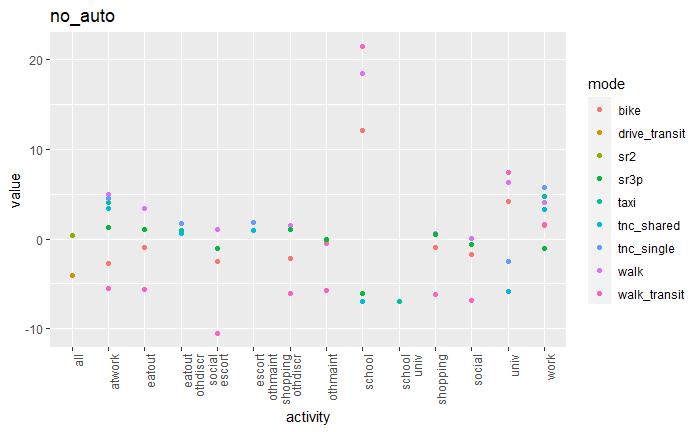 no_auto
value
20
10
0
-10
all
atwork
eatout
eatout
othdiscr
social
escort
escort
othmaint
shopping
othdiscr
othmaint
school
school
univ
shopping
social
univ
work
activity
mode
bike
drive_transit
sr2
sr3p
taxi
tnc_shared
tnc_single
walk
walk_transit